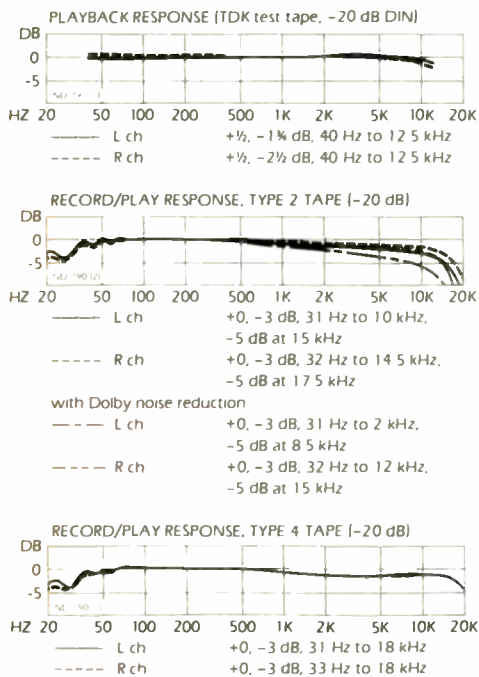 PLAYBACK RESPONSE (TDK test tape, -20 dB DIN)
DB
0
-5
HZ 20 50 100 200 500 1K 2K 5K 10K 20K
L ch +½, -1¾ dB, 40 Hz to 12 5 kHz
R ch +½, -2½ dB, 40 Hz to 12 5 kHz
RECORD/PLAY RESPONSE, TYPE 2 TAPE (-20 dB)
DB
0
-5
HZ 20 50 100 200 500 1K 2K 5K 10K 20K
L ch +0, -3 dB, 31 Hz to 10 kHz,
-5 dB at 15 kHz
R ch +0, -3 dB, 32 Hz to 14 5 kHz,
-5 dB at 17 5 kHz
with Dolby noise reduction
L ch +0, -3 dB, 31 Hz to 2 kHz,
-5 dB at 8 5 kHz
R ch +0, -3 dB, 32 Hz to 12 kHz,
-5 dB at 15 kHz
RECORD/PLAY RESPONSE, TYPE 4 TAPE (-20 dB)
DB
0
-5
HZ 20 50 100 200 500 1K 2K 5K 10K 20K
L ch +0, -3 dB, 31 Hz to 18 kHz
R ch +0, -3 dB, 33 Hz to 18 kHz